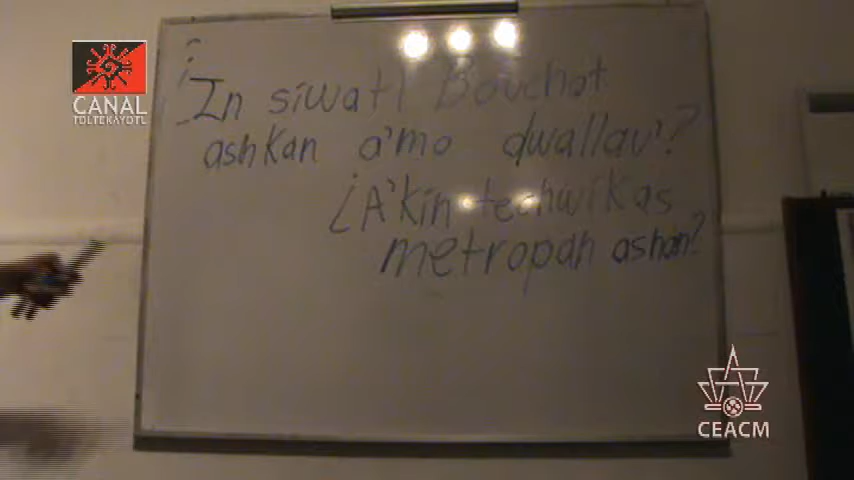 CANAL
TOLTEKAYOTL
¿In siwatl Bouchot
ashkan a'mo dwallau'?
¿A'kin techwikas
metropah ashan?
CEACM